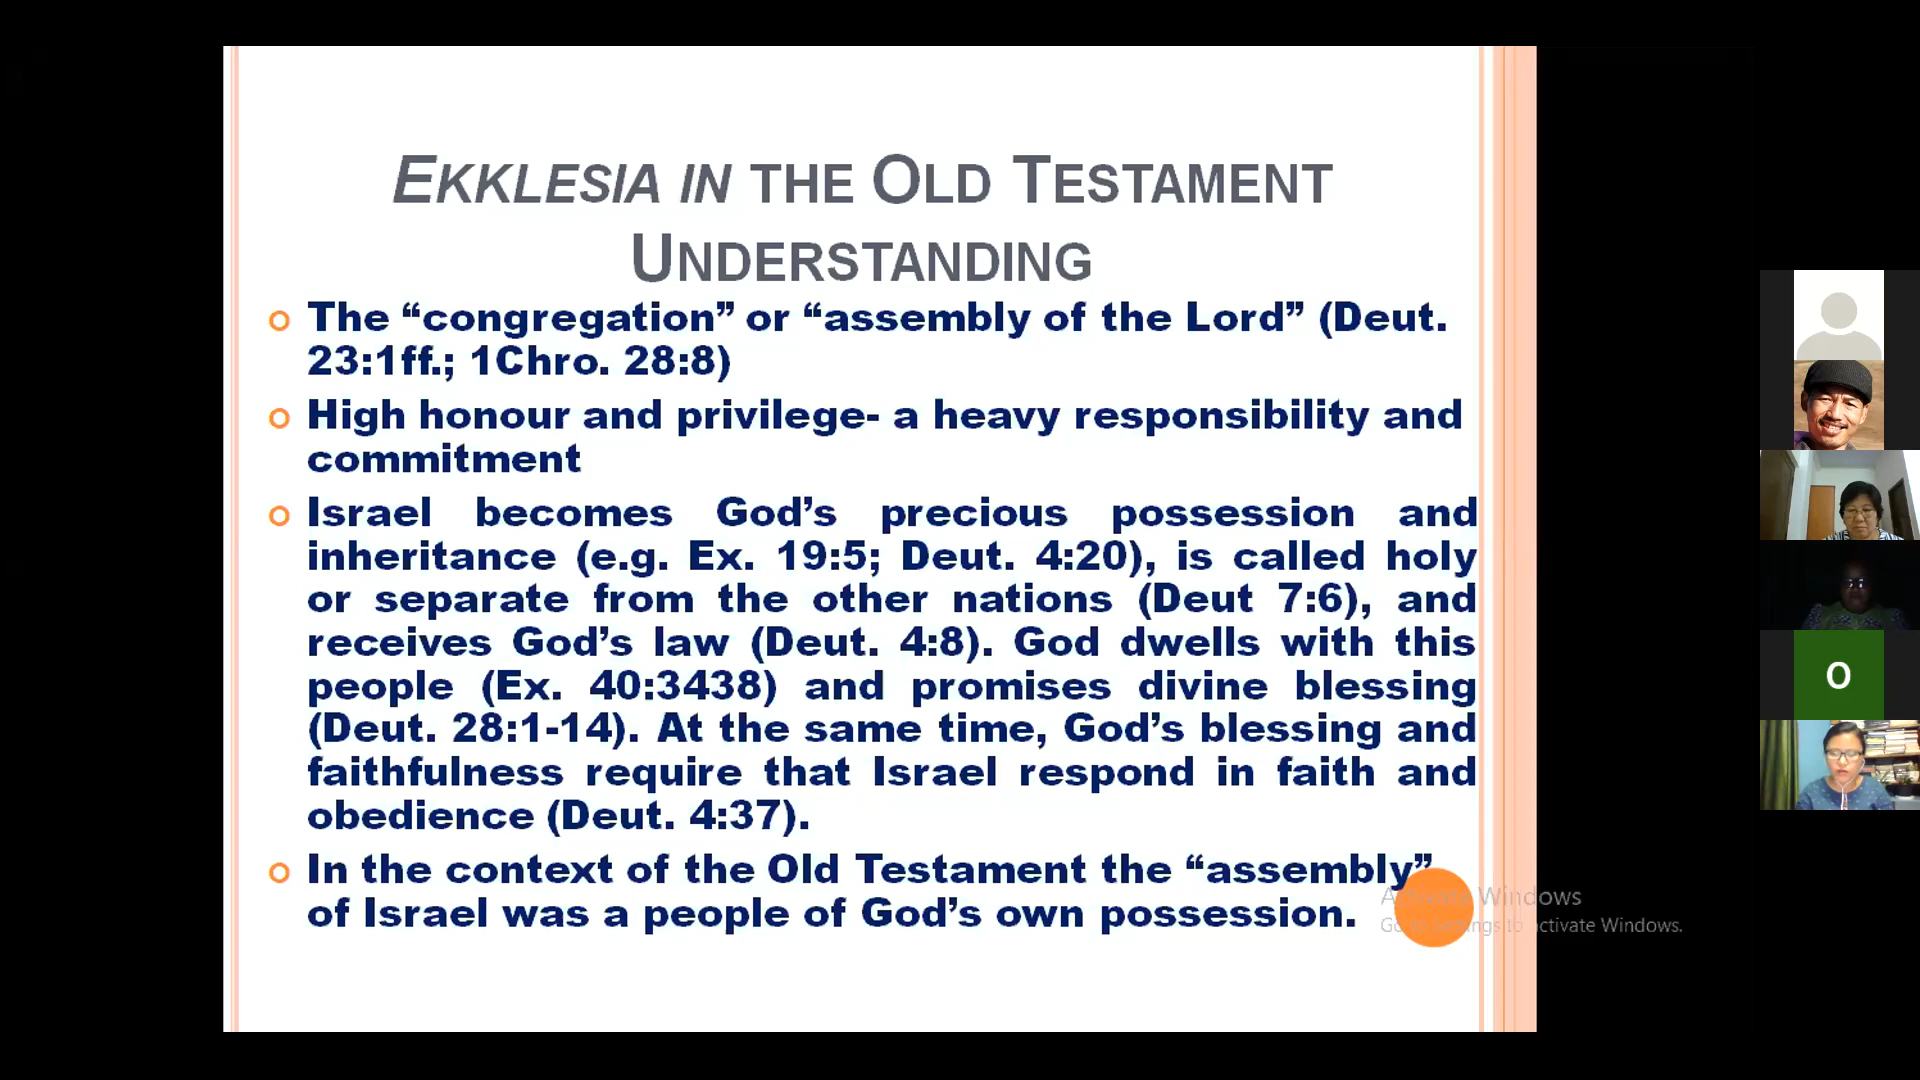 EKKLESIA IN THE OLD TESTAMENT
UNDERSTANDING
The “congregation” or “assembly of the Lord” (Deut.
23:1ff.; 1Chro. 28:8)
High honour and privilege- a heavy responsibility and
commitment
Israel becomes God’s precious possession and
inheritance (e.g. Ex. 19:5; Deut. 4:20), is called holy
or separate from the other nations (Deut 7:6), and
receives God’s law (Deut. 4:8). God dwells with this
people (Ex. 40:3438) and promises divine blessing
(Deut. 28:1-14). At the same time, God’s blessing and
faithfulness require that Israel respond in faith and
obedience (Deut. 4:37).
In the context of the Old Testament the “assembly”
of Israel was a people of God’s own possession.
Activate Windows
Go to Settings to activate Windows.
O